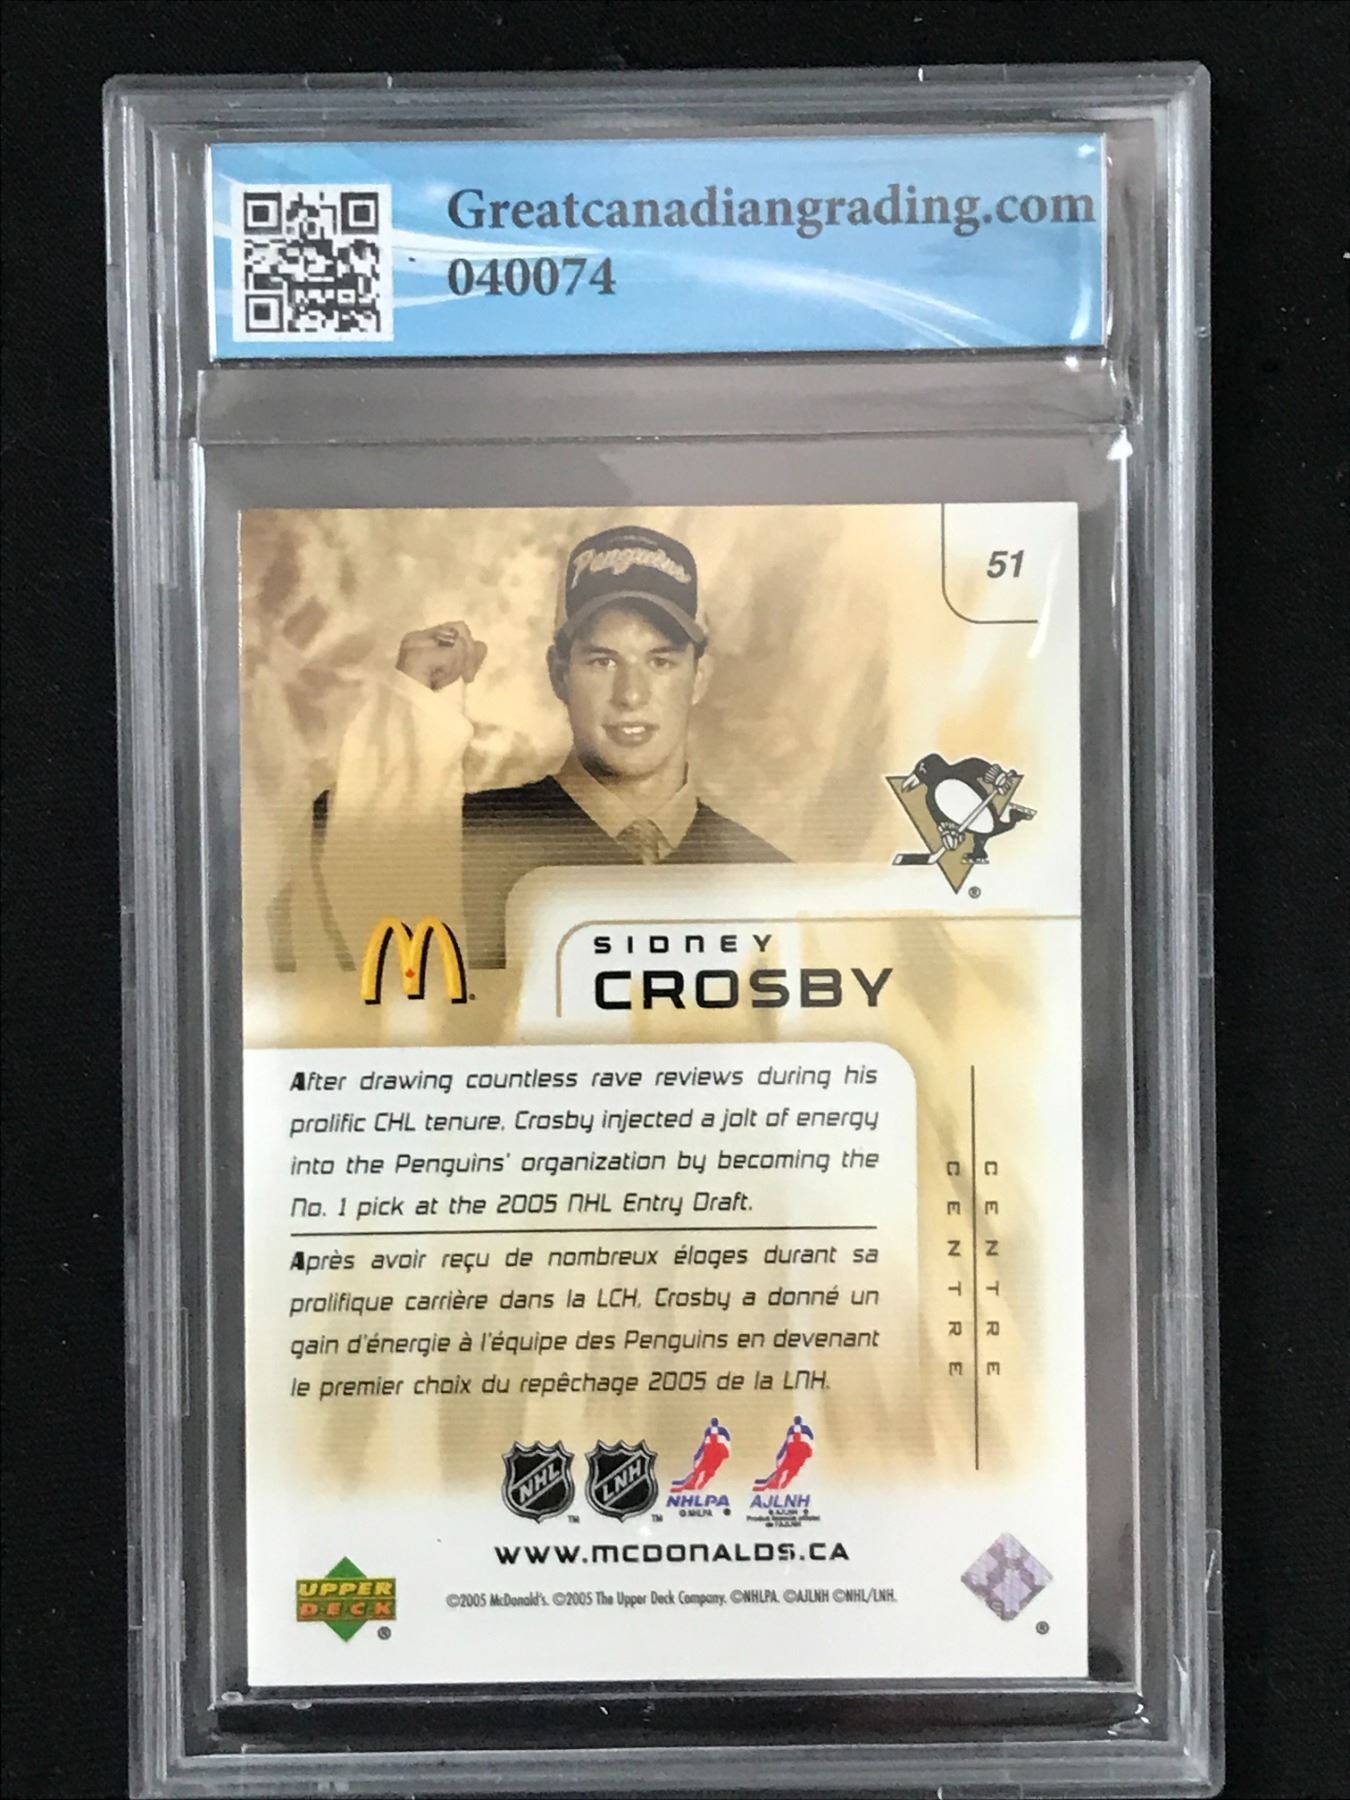 Greatcanadiangrading.com
040074
Penguins
51
SIDNEY
CROSBY
After drawing countless rave reviews during his
prolific CHL tenure, Crosby injected a jolt of energy
into the Penguins' organization by becoming the
No. 1 pick at the 2005 NHL Entry Draft.
Après avoir reçu de nombreux éloges durant sa
prolifique carrière dans la LCH, Crosby a donné un
gain d'énergie à l'équipe des Penguins en devenant
le premier choix du repêchage 2005 de la LNH.
CENTRE
CENTRE
NHL LNH NHLPA AJLNH
© NHLPA
WWW.MCDONALDS.CA
UPPER
DECK
©2005 McDonald's. ©2005 The Upper Deck Company. ©NHLPA. ©AJLNH ©NHL/LNH.